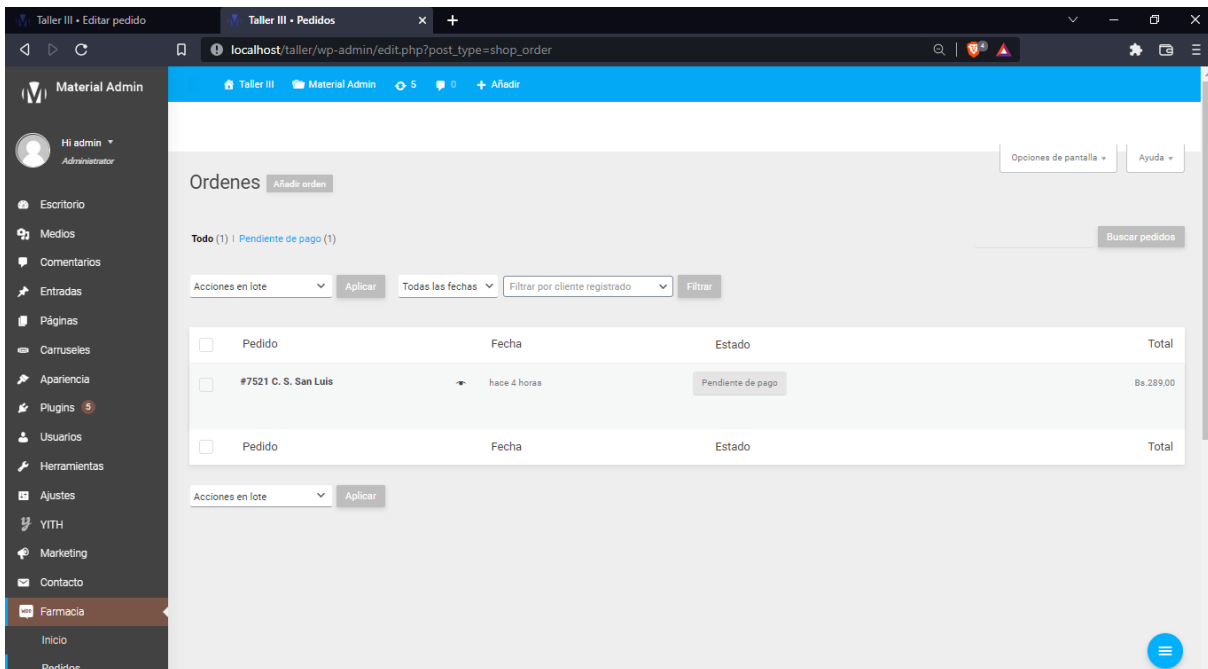 Taller III • Editar pedido
Taller III • Pedidos
localhost/taller/wp-admin/edit.php?post_type=shop_order
4
Material Admin
Taller III Material Admin 5 0 + Añadir
Hi admin
Administrator
Opciones de pantalla Ayuda
Ordenes Añadir orden
Todo (1) | Pendiente de pago (1)
Buscar pedidos
Acciones en lote Aplicar Todas las fechas Filtrar por cliente registrado Filtrar
Pedido Fecha Estado Total
#7521 C. S. San Luis hace 4 horas Pendiente de pago Bs.289,00
Pedido Fecha Estado Total
Acciones en lote Aplicar
Escritorio
Medios
Comentarios
Entradas
Páginas
Carruseles
Apariencia
Plugins 5
Usuarios
Herramientas
Ajustes
YITH
Marketing
Contacto
Farmacia
Inicio
Pedidos